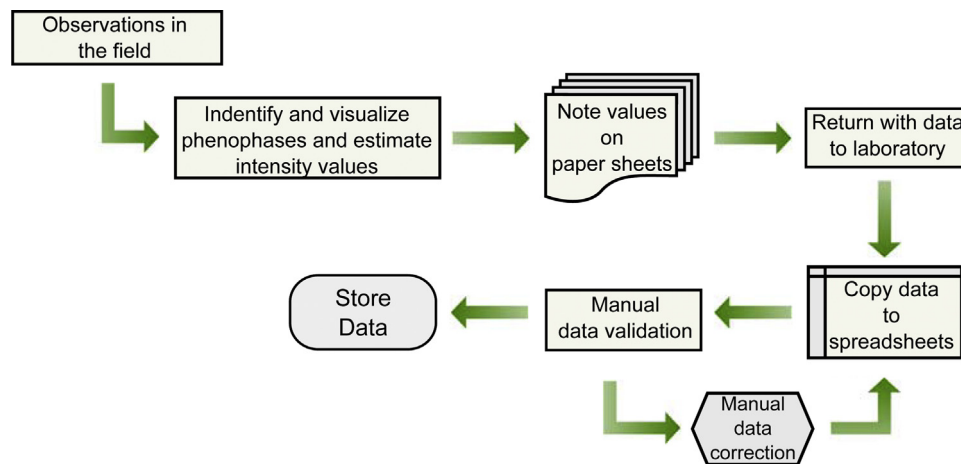 Observations in
the field
Indentify and visualize
phenophases and estimate
intensity values
Note values
on
paper sheets
Return with data
to laboratory
Copy data
to
spreadsheets
Manual
data validation
Store
Data
Manual
data
correction